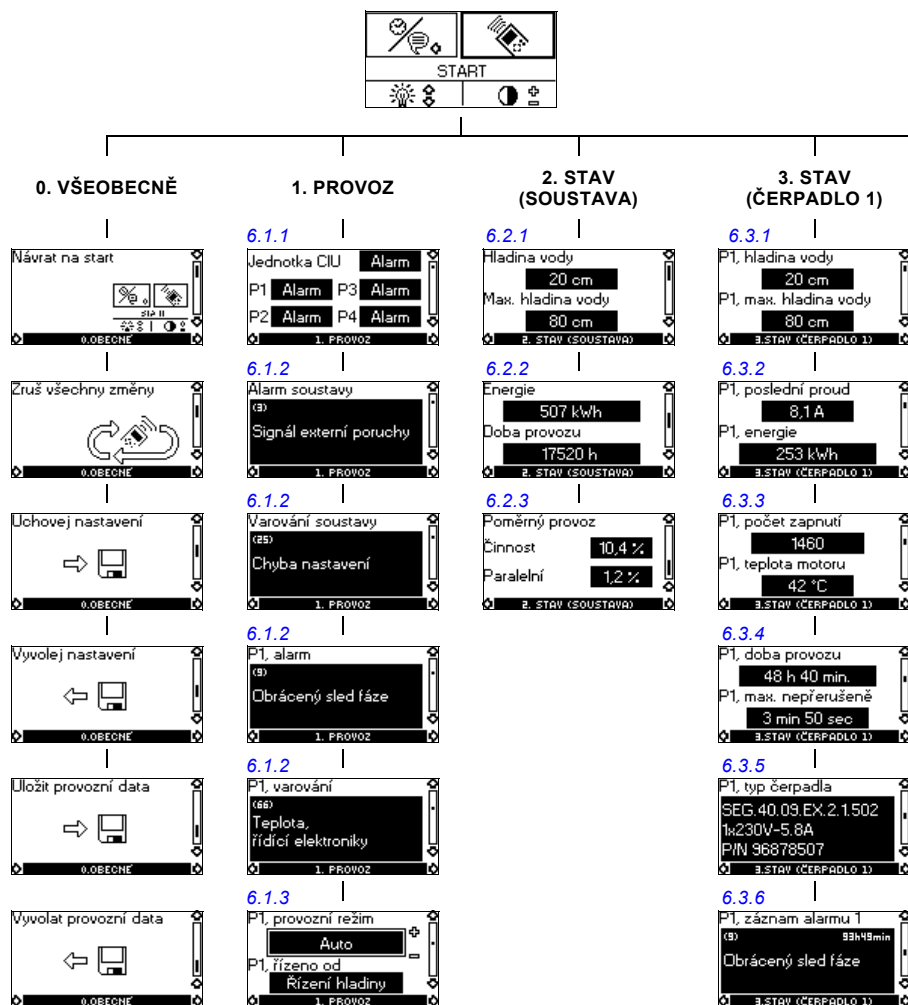 START
0. VŠEOBECNĚ
Návrat na start
START
0.OBECNÉ
Zruš všechny změny
0.OBECNÉ
Uchovej nastavení
0.OBECNÉ
Vyvolej nastavení
0.OBECNÉ
Uložit provozní data
0.OBECNÉ
Vyvolat provozní data
0.OBECNÉ
1. PROVOZ
6.1.1
Jednotka CIU Alarm
P1 Alarm P3 Alarm
P2 Alarm P4 Alarm
1. PROVOZ
6.1.2
Alarm soustavy
(3)
Signál externí poruchy
1. PROVOZ
6.1.2
Varování soustavy
(25)
Chyba nastavení
1. PROVOZ
6.1.2
P1, alarm
(9)
Obrácený sled fáze
1. PROVOZ
6.1.2
P1, varování
(66)
Teplota,
řídící elektroniky
1. PROVOZ
6.1.3
P1, provozní režim
Auto
P1, řízeno od
Řízení hladiny
1. PROVOZ
2. STAV
(SOUSTAVA)
6.2.1
Hladina vody
20 cm
Max. hladina vody
80 cm
2. STAV (SOUSTAVA)
6.2.2
Energie
507 kWh
Doba provozu
17520 h
2. STAV (SOUSTAVA)
6.2.3
Poměrný provoz
Činnost 10,4 %
Paralelní 1,2 %
2. STAV (SOUSTAVA)
3. STAV
(ČERPADLO 1)
6.3.1
P1, hladina vody
20 cm
P1, max. hladina vody
80 cm
3.STAV (ČERPADLO 1)
6.3.2
P1, poslední proud
8,1 A
P1, energie
253 kWh
3.STAV (ČERPADLO 1)
6.3.3
P1, počet zapnutí
1460
P1, teplota motoru
42 °C
3.STAV (ČERPADLO 1)
6.3.4
P1, doba provozu
48 h 40 min.
P1, max. nepřerušeně
3 min 50 sec
3.STAV (ČERPADLO 1)
6.3.5
P1, typ čerpadla
SEG.40.09.EX.2.1.502
1x230V-5.8A
P/N 96878507
3.STAV (ČERPADLO 1)
6.3.6
P1, záznam alarmu 1
(9) 93h49min
Obrácený sled fáze
3.STAV (ČERPADLO 1)